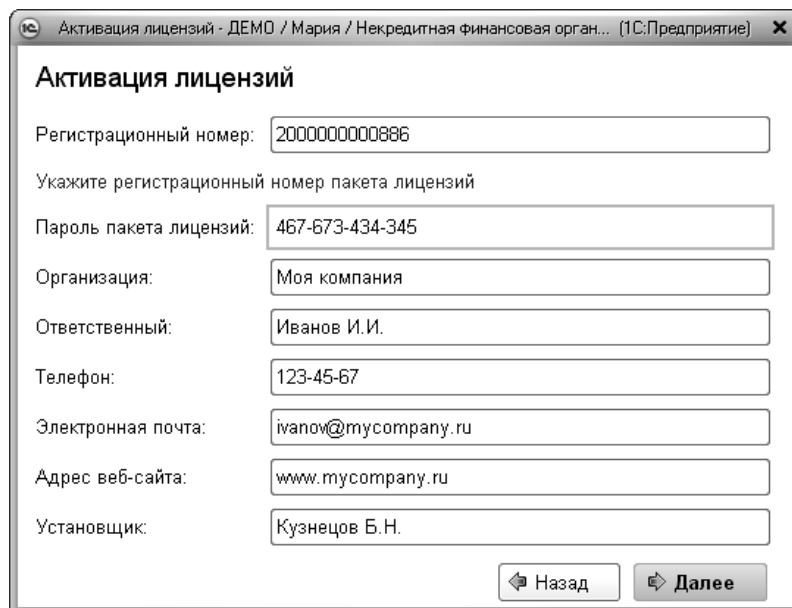 1С Активация лицензий - ДЕМО / Мария / Некредитная финансовая орган... (1С:Предприятие)
Активация лицензий
Регистрационный номер: 2000000000886
Укажите регистрационный номер пакета лицензий
Пароль пакета лицензий: 467-673-434-345
Организация: Моя компания
Ответственный: Иванов И.И.
Телефон: 123-45-67
Электронная почта: ivanov@mycompany.ru
Адрес веб-сайта: www.mycompany.ru
Установщик: Кузнецов Б.Н.
Назад Далее